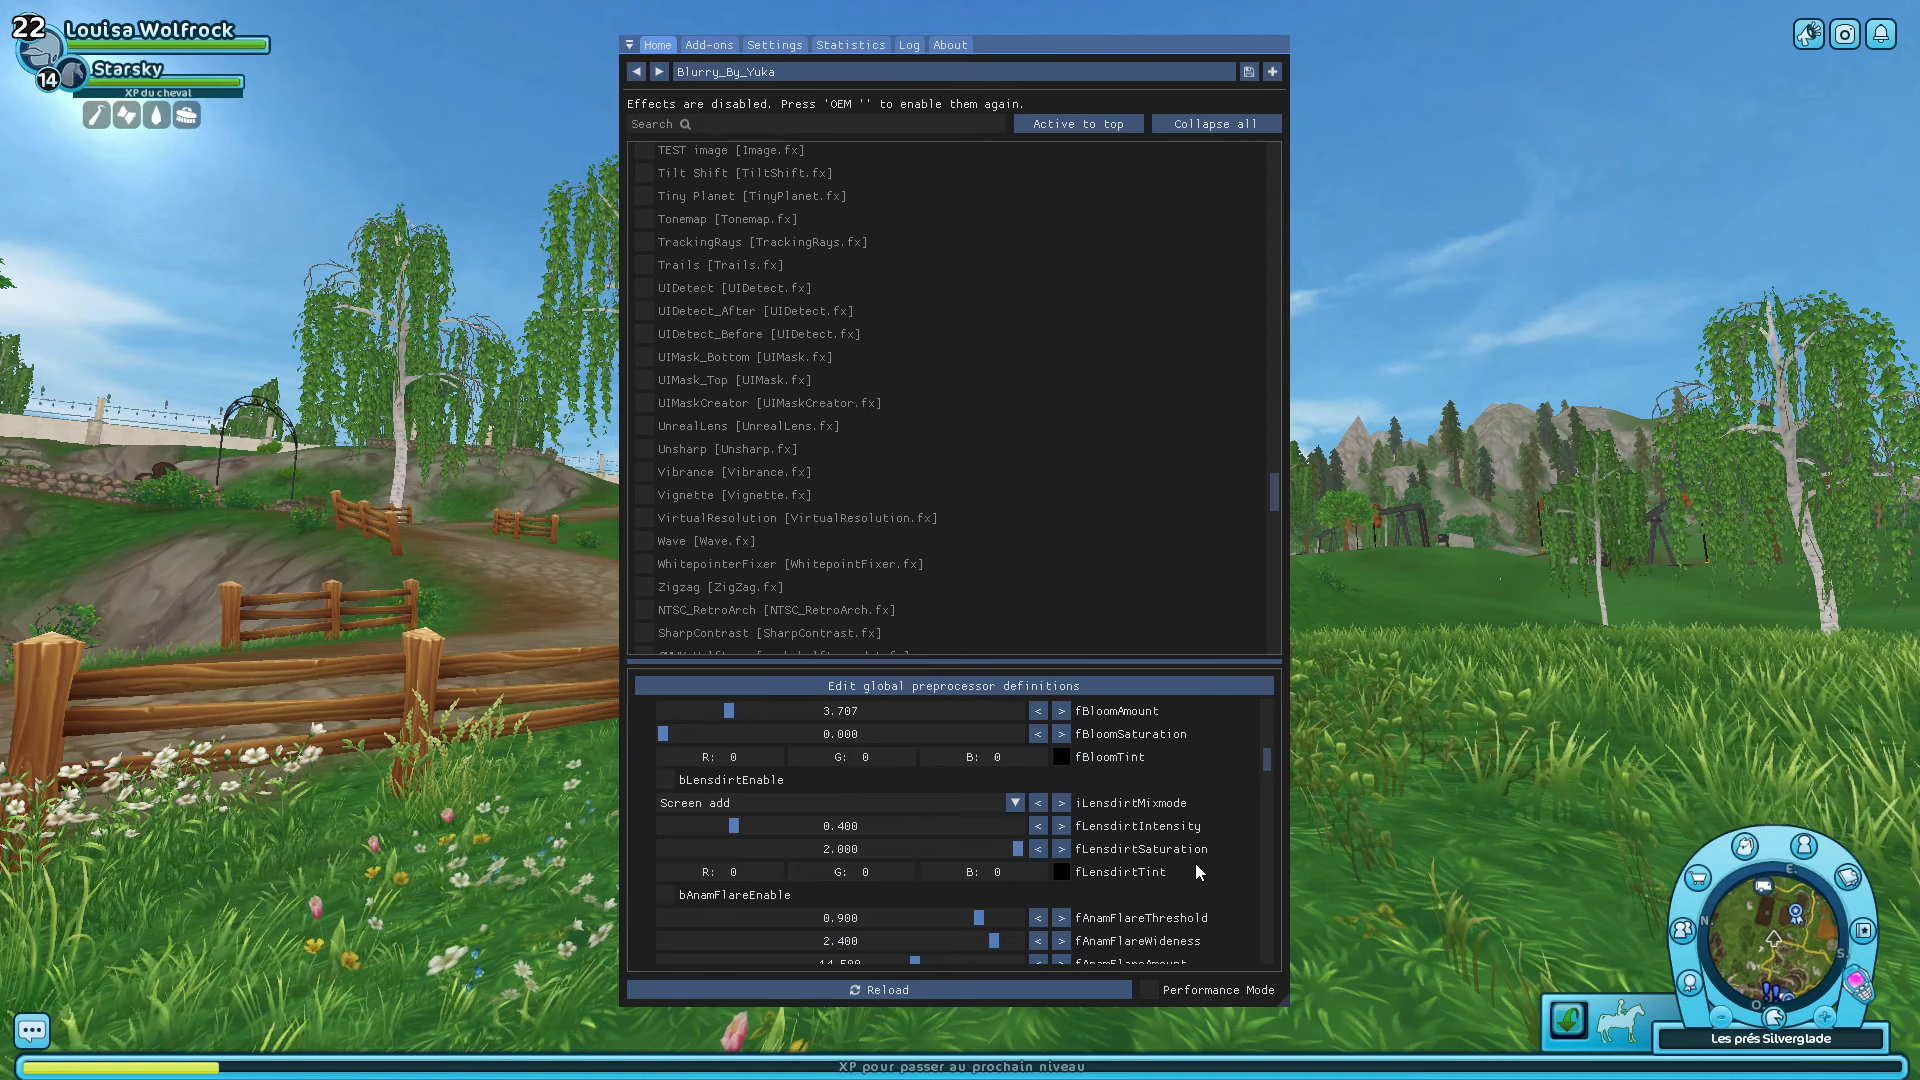 22
Louisa Wolfrock
14
Starsky
XP du cheval
Home Add-ons Settings Statistics Log About
Blurry_By_Yuka
Effects are disabled. Press 'OEM '' to enable them again.
Search
Active to top
Collapse all
TEST image [Image.fx]
Tilt Shift [TiltShift.fx]
Tiny Planet [TinyPlanet.fx]
Tonemap [Tonemap.fx]
TrackingRays [TrackingRays.fx]
Trails [Trails.fx]
UIDetect [UIDetect.fx]
UIDetect_After [UIDetect.fx]
UIDetect_Before [UIDetect.fx]
UIMask_Bottom [UIMask.fx]
UIMask_Top [UIMask.fx]
UIMaskCreator [UIMaskCreator.fx]
UnrealLens [UnrealLens.fx]
Unsharp [Unsharp.fx]
Vibrance [Vibrance.fx]
Vignette [Vignette.fx]
VirtualResolution [VirtualResolution.fx]
Wave [Wave.fx]
WhitepointerFixer [WhitepointFixer.fx]
Zigzag [ZigZag.fx]
NTSC_RetroArch [NTSC_RetroArch.fx]
SharpContrast [SharpContrast.fx]
Edit global preprocessor definitions
3.707 < > fBloomAmount
0.000 < > fBloomSaturation
R: 0 G: 0 B: 0 fBloomTint
bLensdirtEnable
Screen add < > iLensdirtMixmode
0.400 < > fLensdirtIntensity
2.000 < > fLensdirtSaturation
R: 0 G: 0 B: 0 fLensdirtTint
bAnamFlareEnable
0.900 < > fAnamFlareThreshold
2.400 < > fAnamFlareWideness
14.500 < > fAnamFlareAmount
Reload
Performance Mode
E.
N.
S.
O
Les prés Silverglade
XP pour passer au prochain niveau